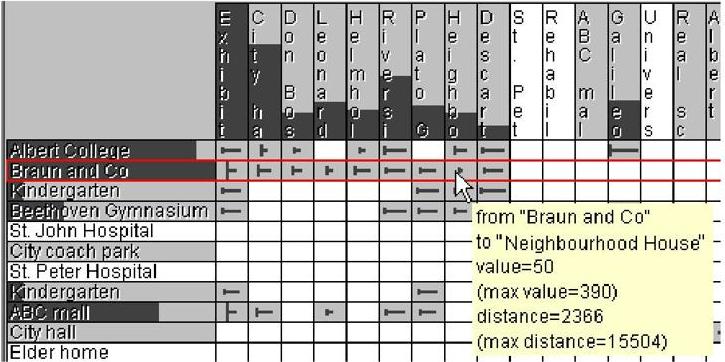 Exhibit
City ha
Don Bos
Leonard
Helmhol
Riversi
Plato G
Neighbo
Descart
St. Pet
Rehabil
ABC mal
Galileo
Univers
Real sc
Albert
Albert College
Braun and Co
Kindergarten
Beethoven Gymnasium
St. John Hospital
City coach park
St. Peter Hospital
Kindergarten
ABC mall
City hall
Elder home
from "Braun and Co"
to "Neighbourhood House"
value=50
(max value=390)
distance=2366
(max distance=15504)